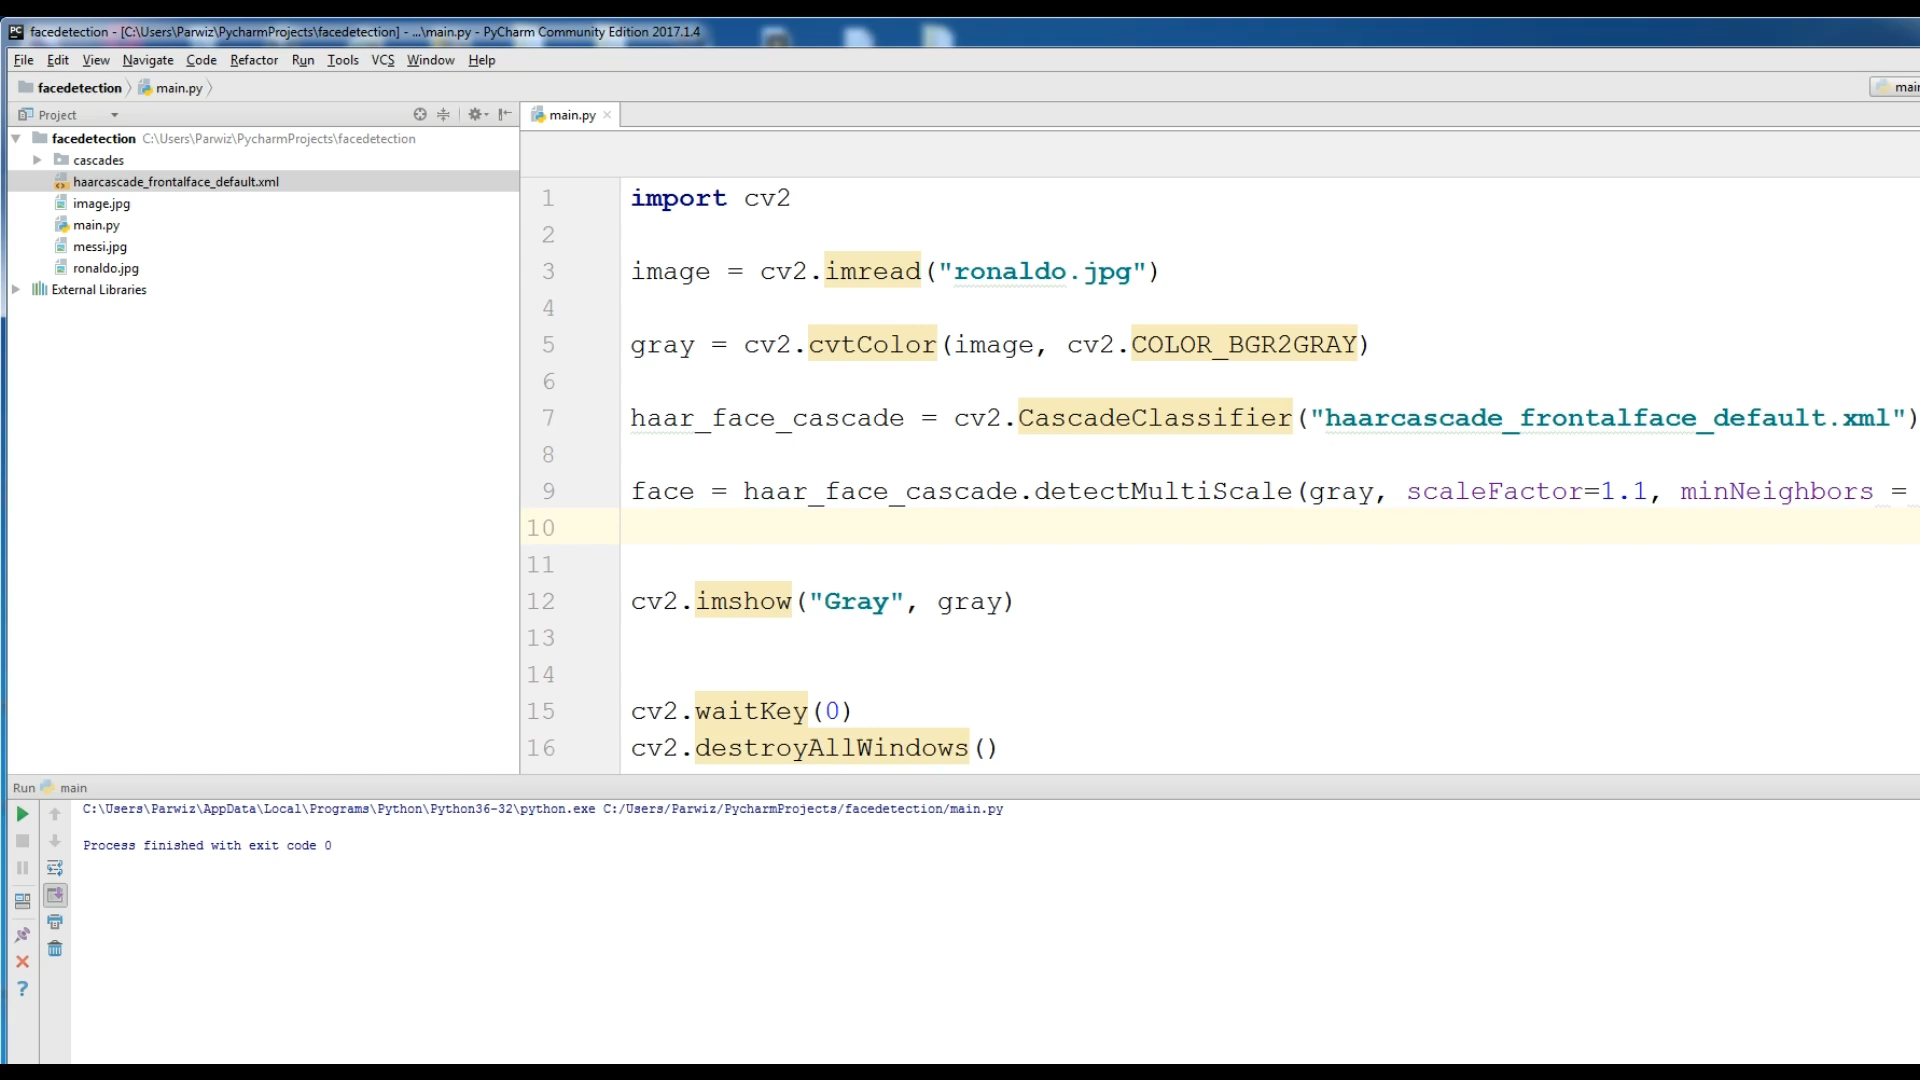 facedetection - [C:\Users\Parwiz\PycharmProjects\facedetection] - ...\main.py - PyCharm Community Edition 2017.1.4
File Edit View Navigate Code Refactor Run Tools VCS Window Help
facedetection main.py
Project
main.py
facedetection C:\Users\Parwiz\PycharmProjects\facedetection
cascades
haarcascade_frontalface_default.xml
image.jpg
main.py
messi.jpg
ronaldo.jpg
External Libraries
1 import cv2
2
3 image = cv2.imread("ronaldo.jpg")
4
5 gray = cv2.cvtColor(image, cv2.COLOR_BGR2GRAY)
6
7 haar_face_cascade = cv2.CascadeClassifier("haarcascade_frontalface_default.xml")
8
9 face = haar_face_cascade.detectMultiScale(gray, scaleFactor=1.1, minNeighbors =
10
11
12 cv2.imshow("Gray", gray)
13
14
15 cv2.waitKey(0)
16 cv2.destroyAllWindows()
Run main
C:\Users\Parwiz\AppData\Local\Programs\Python\Python36-32\python.exe C:/Users/Parwiz/PycharmProjects/facedetection/main.py
Process finished with exit code 0